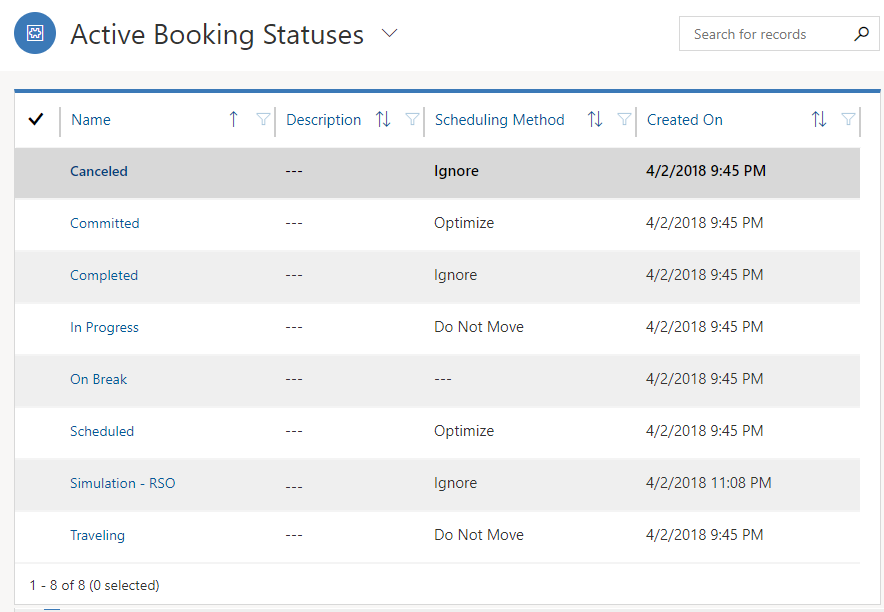 Active Booking Statuses
Search for records
Name Description Scheduling Method Created On
Canceled --- Ignore 4/2/2018 9:45 PM
Committed --- Optimize 4/2/2018 9:45 PM
Completed --- Ignore 4/2/2018 9:45 PM
In Progress --- Do Not Move 4/2/2018 9:45 PM
On Break --- --- 4/2/2018 9:45 PM
Scheduled --- Optimize 4/2/2018 9:45 PM
Simulation - RSO --- Ignore 4/2/2018 11:08 PM
Traveling --- Do Not Move 4/2/2018 9:45 PM
1 - 8 of 8 (0 selected)